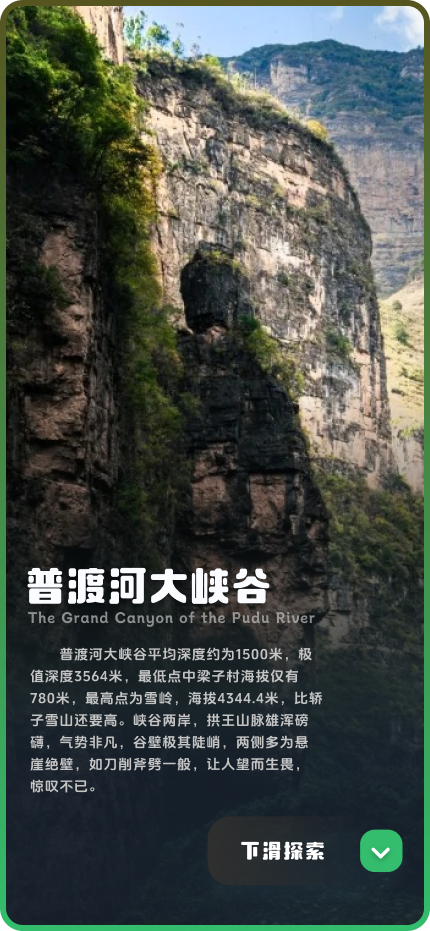 普渡河大峡谷
The Grand Canyon of the Pudu River
普渡河大峡谷平均深度约为1500米，极
值深度3564米，最低点中梁子村海拔仅有
780米，最高点为雪岭，海拔4344.4米，比轿
子雪山还要高。峡谷两岸，拱王山脉雄浑磅
礴，气势非凡，谷壁极其陡峭，两侧多为悬
崖绝壁，如刀削斧劈一般，让人望而生畏，
惊叹不已。
下滑探索